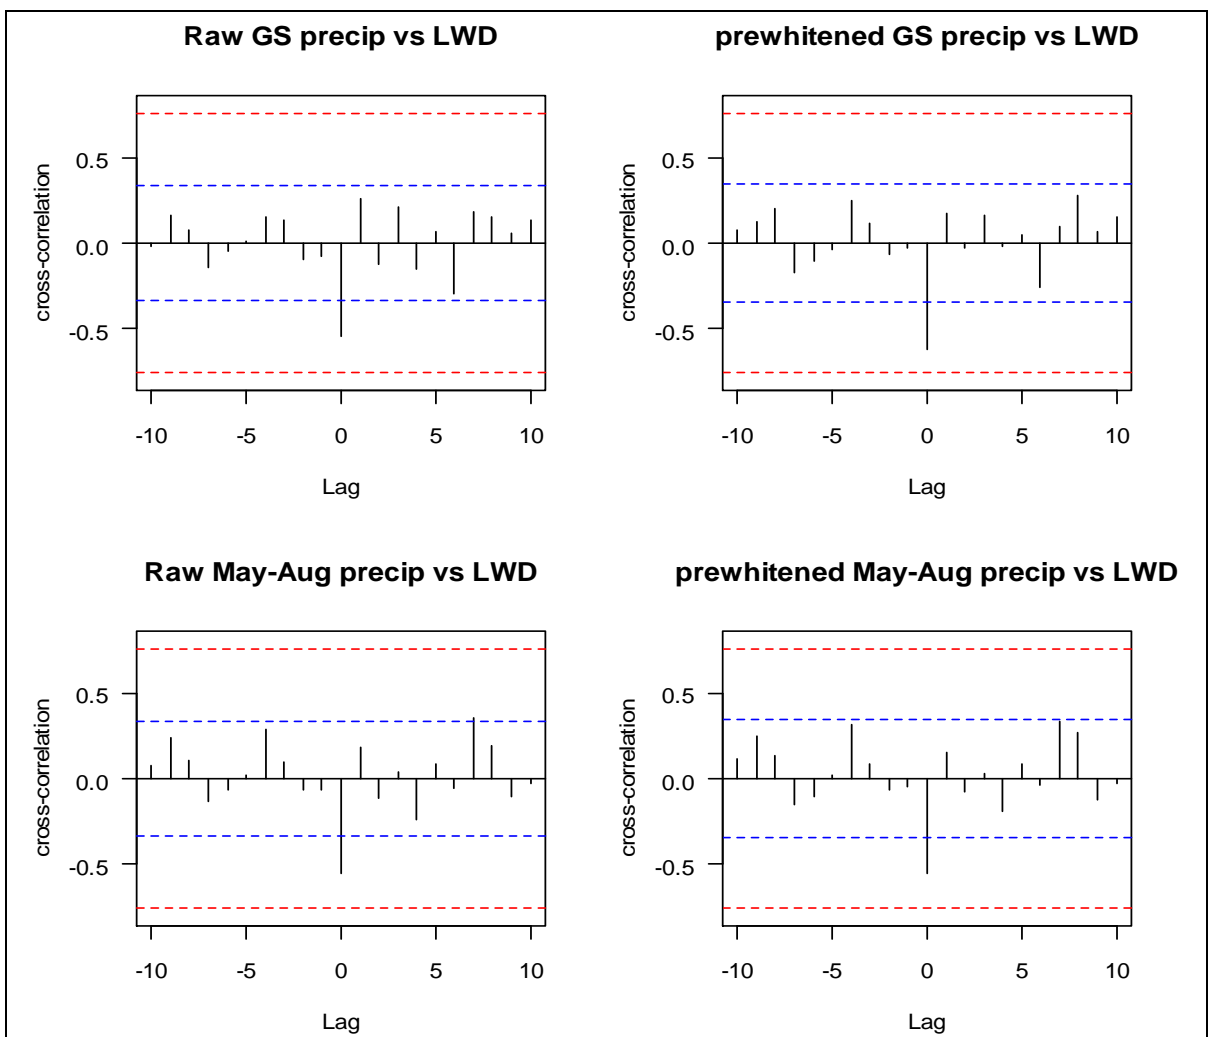 Raw GS precip vs LWD
cross-correlation
0.5
0.0
-0.5
-10 -5 0 5 10
Lag
prewhitened GS precip vs LWD
cross-correlation
0.5
0.0
-0.5
-10 -5 0 5 10
Lag
Raw May-Aug precip vs LWD
cross-correlation
0.5
0.0
-0.5
-10 -5 0 5 10
Lag
prewhitened May-Aug precip vs LWD
cross-correlation
0.5
0.0
-0.5
-10 -5 0 5 10
Lag